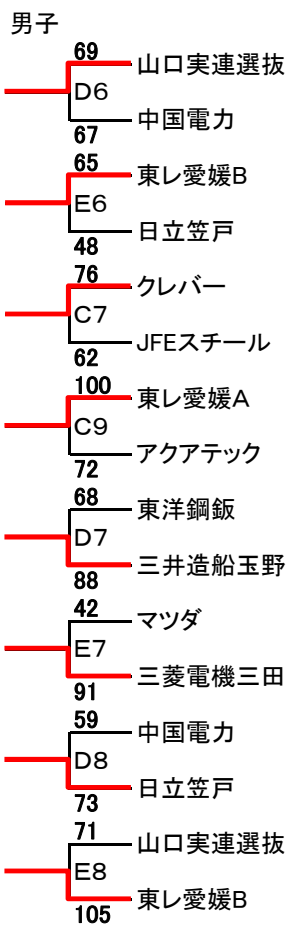 男子
69
山口実連選抜
D6
中国電力
67
65
東レ愛媛B
E6
日立笠戸
48
76
クレバー
C7
JFEスチール
62
100
東レ愛媛A
C9
アクアテック
72
68
東洋鋼鈑
D7
三井造船玉野
88
42
マツダ
E7
三菱電機三田
91
59
中国電力
D8
日立笠戸
73
71
山口実連選抜
E8
東レ愛媛B
105